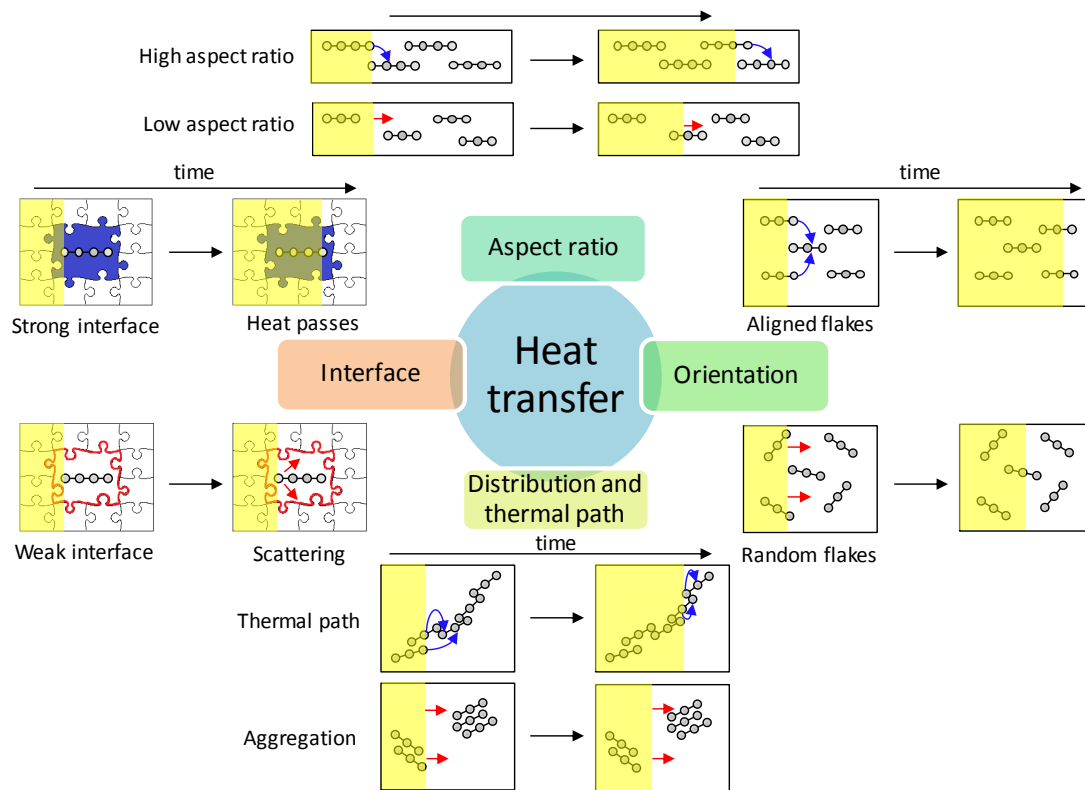 High aspect ratio
Low aspect ratio
time
time
Aspect ratio
Strong interface
Heat passes
Aligned flakes
Interface
Heat
transfer
Orientation
Distribution and
thermal path
Weak interface
Scattering
time
Random flakes
Thermal path
Aggregation